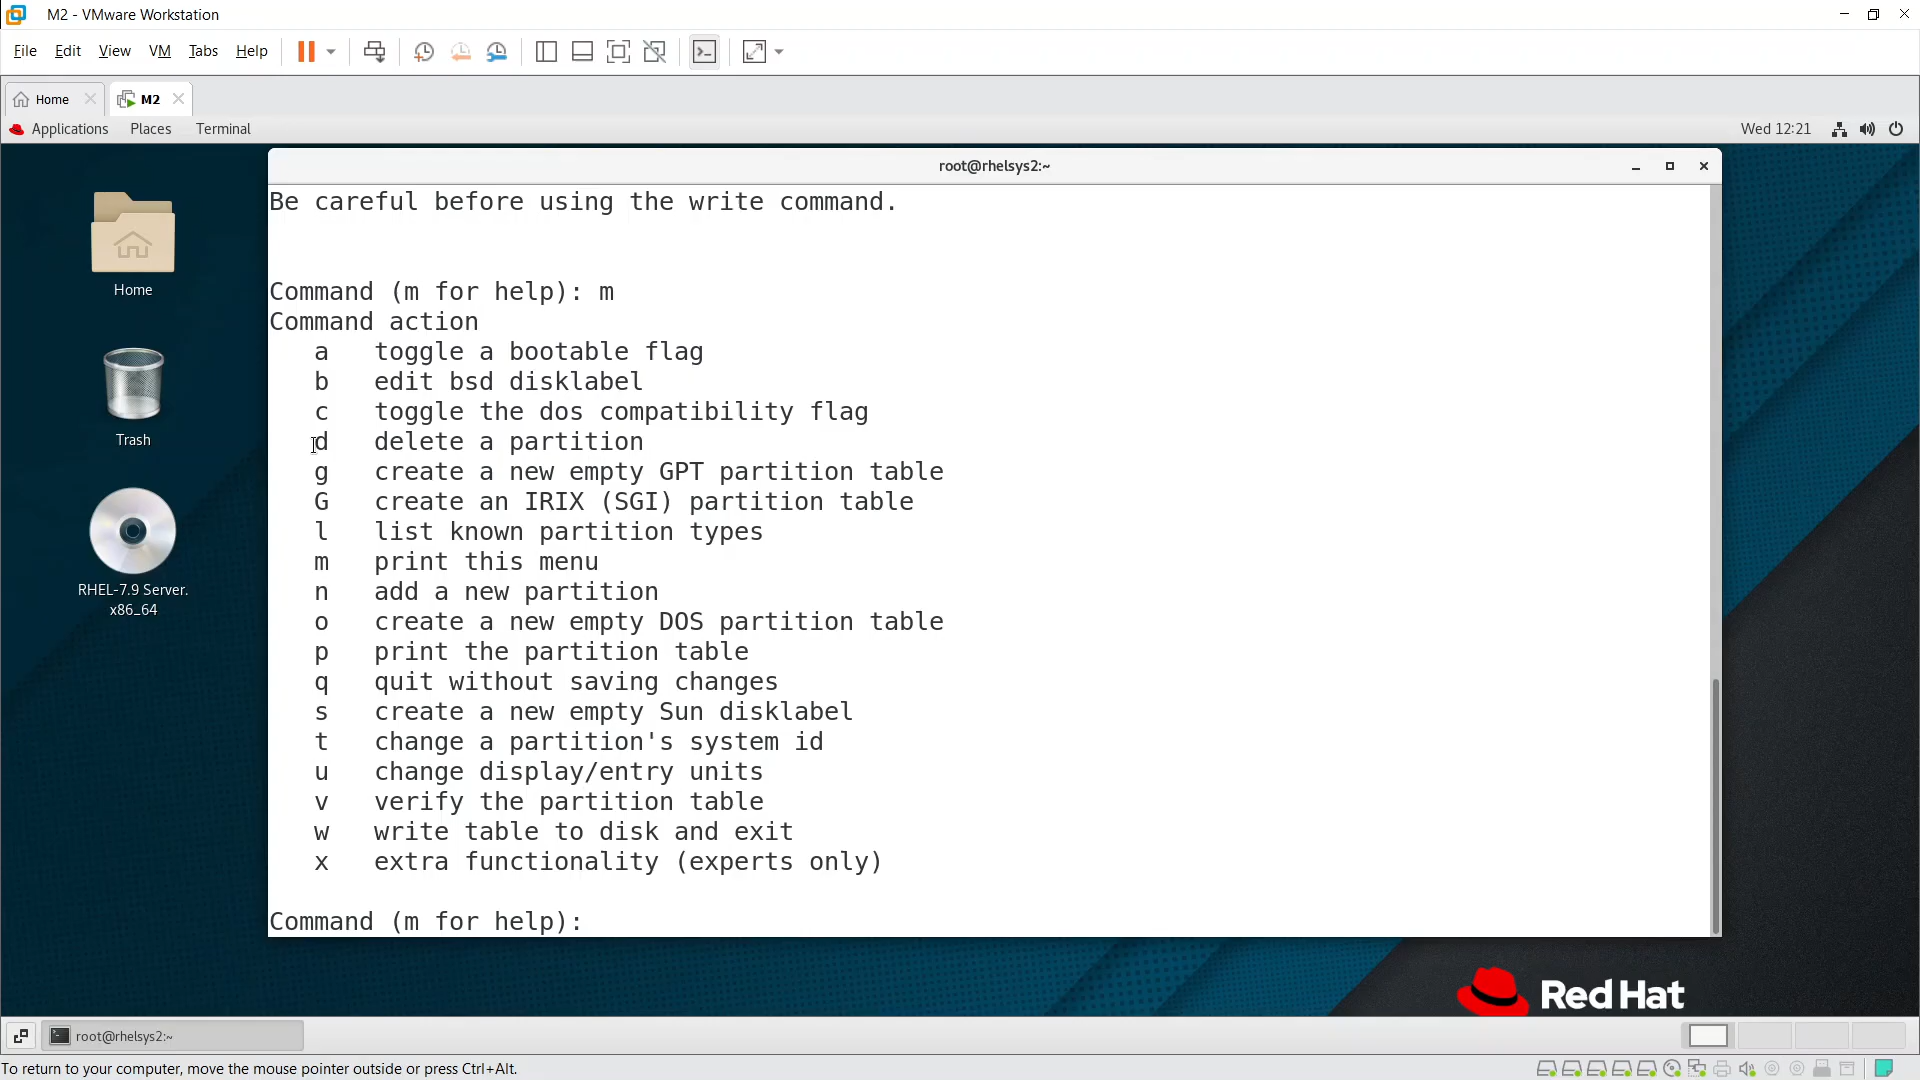 M2 - VMware Workstation
File Edit View VM Tabs Help
Home M2
Applications Places Terminal Wed 12:21
root@rhelsys2:~
Be careful before using the write command.
Command (m for help): m
Command action
a toggle a bootable flag
b edit bsd disklabel
c toggle the dos compatibility flag
d delete a partition
g create a new empty GPT partition table
G create an IRIX (SGI) partition table
l list known partition types
m print this menu
n add a new partition
o create a new empty DOS partition table
p print the partition table
q quit without saving changes
s create a new empty Sun disklabel
t change a partition's system id
u change display/entry units
v verify the partition table
w write table to disk and exit
x extra functionality (experts only)
Command (m for help):
Home
Trash
RHEL-7.9 Server.
x86_64
Red Hat
root@rhelsys2:~
To return to your computer, move the mouse pointer outside or press Ctrl+Alt.